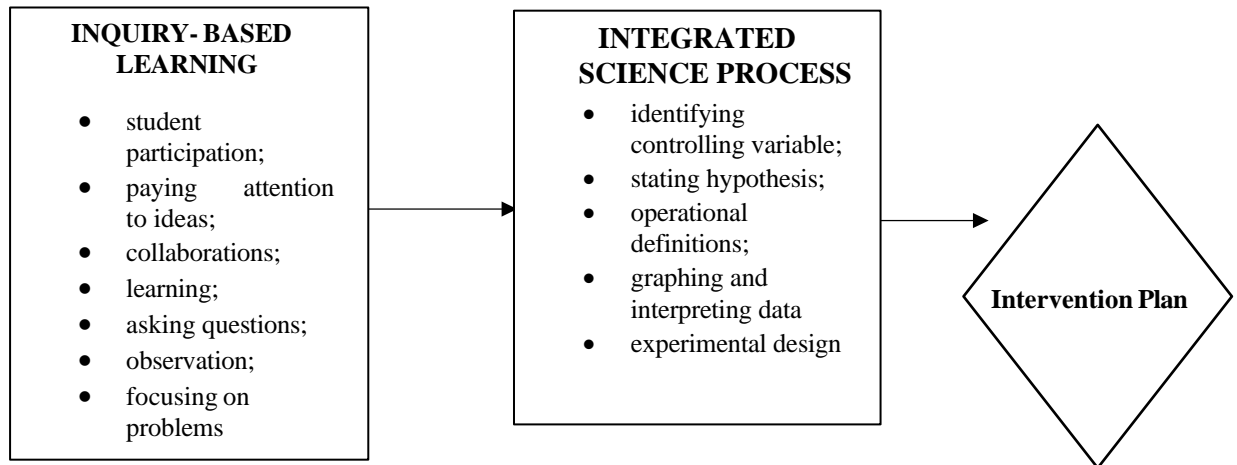 INQUIRY- BASED
LEARNING
• student
participation;
• paying attention
to ideas;
• collaborations;
• learning;
• asking questions;
• observation;
• focusing on
problems
INTEGRATED
SCIENCE PROCESS
• identifying
controlling variable;
• stating hypothesis;
• operational
definitions;
• graphing and
interpreting data
• experimental design
Intervention Plan